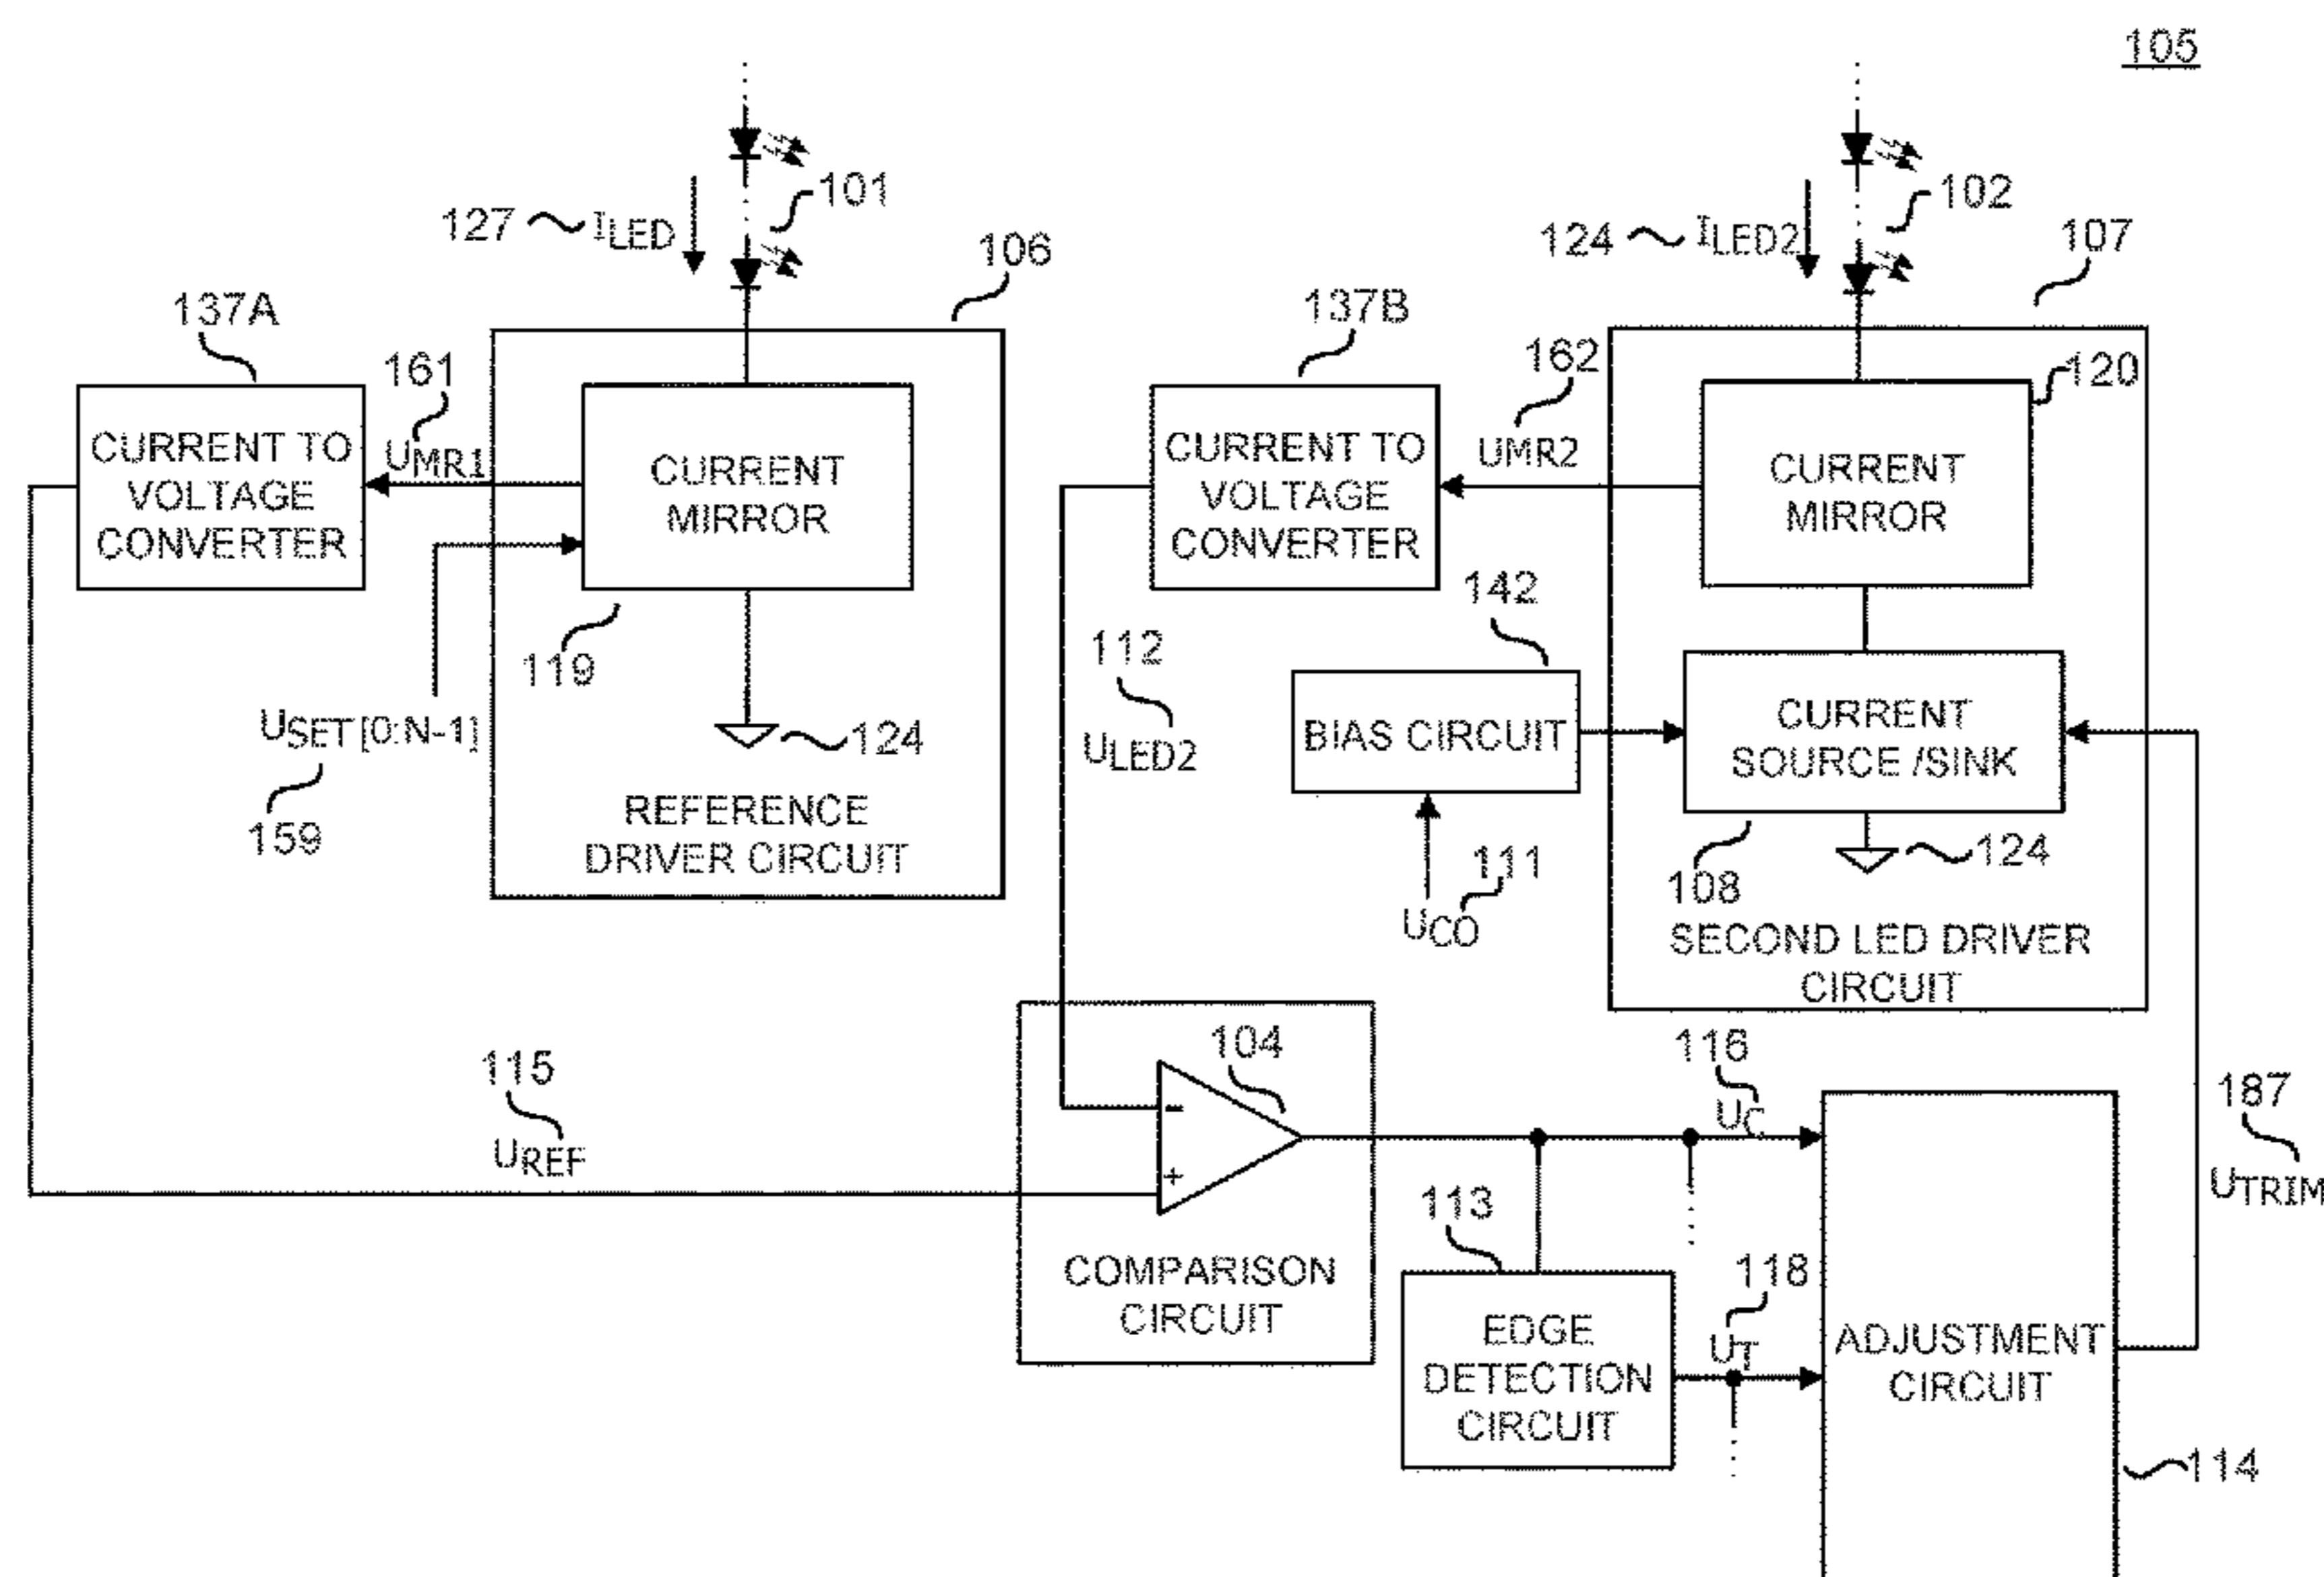 105
101
127 ILED
106
102
124 ILED2
107
137A
161
137B
162
120
CURRENT TO
VOLTAGE
CONVERTER
UMR1
CURRENT
MIRROR
CURRENT TO
VOLTAGE
CONVERTER
UMR2
CURRENT
MIRROR
119
USET[0:N-1]
159
124
REFERENCE
DRIVER CIRCUIT
112
ULED2
142
BIAS CIRCUIT
111
UCO
CURRENT
SOURCE /SINK
108
124
SECOND LED DRIVER
CIRCUIT
115
UREF
104
-
+
COMPARISON
CIRCUIT
116
UC
187
UTRIM
113
EDGE
DETECTION
CIRCUIT
118
UT
ADJUSTMENT
CIRCUIT
114